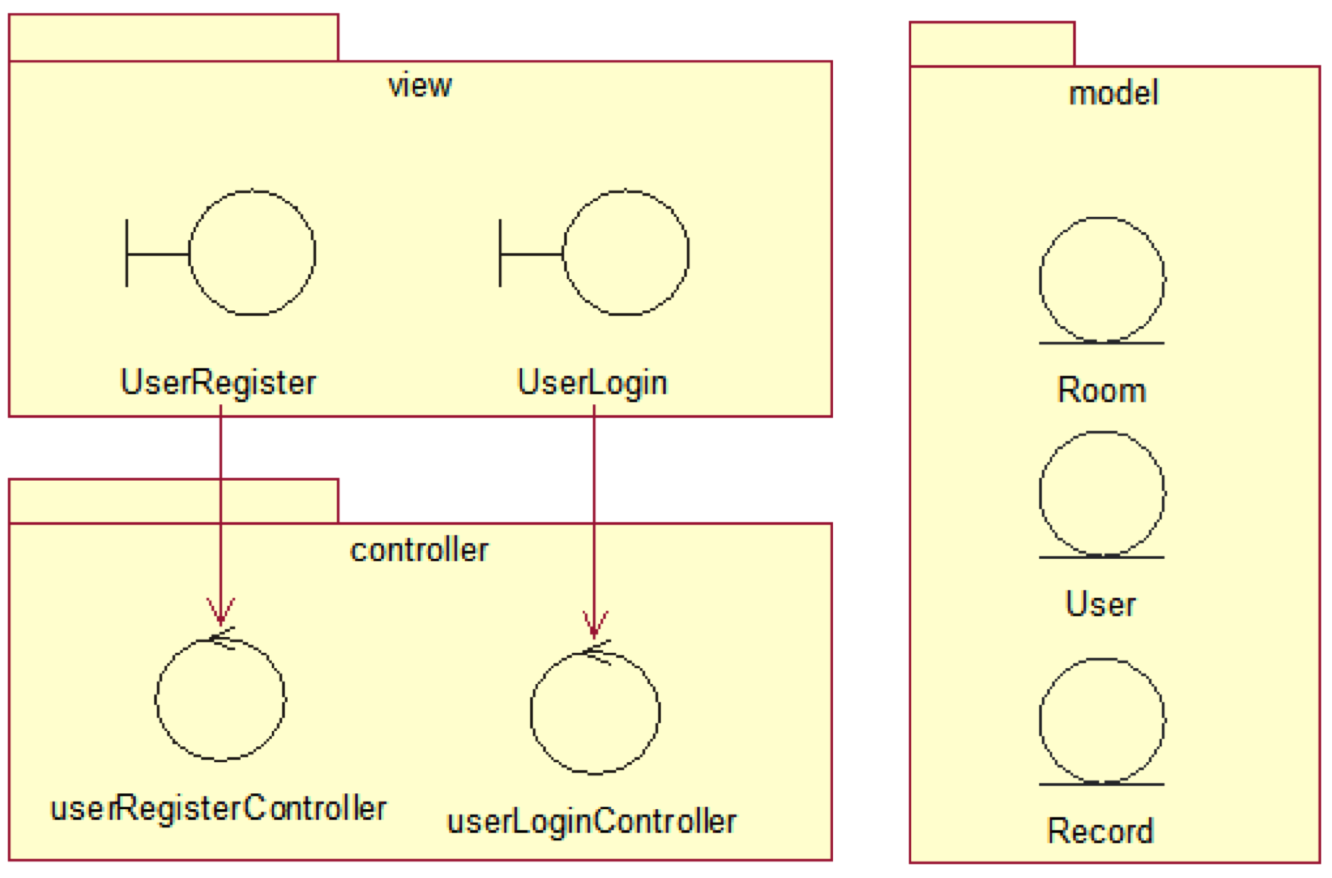 view
UserRegister
UserLogin
controller
userRegisterController
userLoginController
model
Room
User
Record